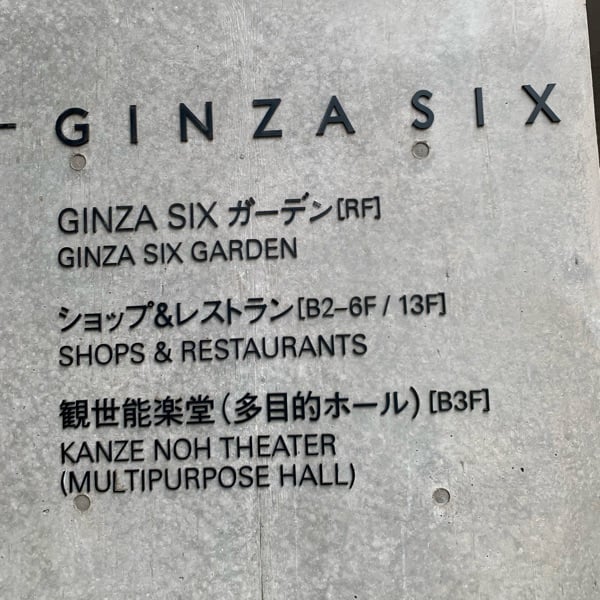 GINZA SIX
GINZA SIX ガーデン[RF]
GINZA SIX GARDEN
ショップ&レストラン[B2–6F / 13F]
SHOPS & RESTAURANTS
観世能楽堂(多目的ホール)[B3F]
KANZE NOH THEATER
(MULTIPURPOSE HALL)